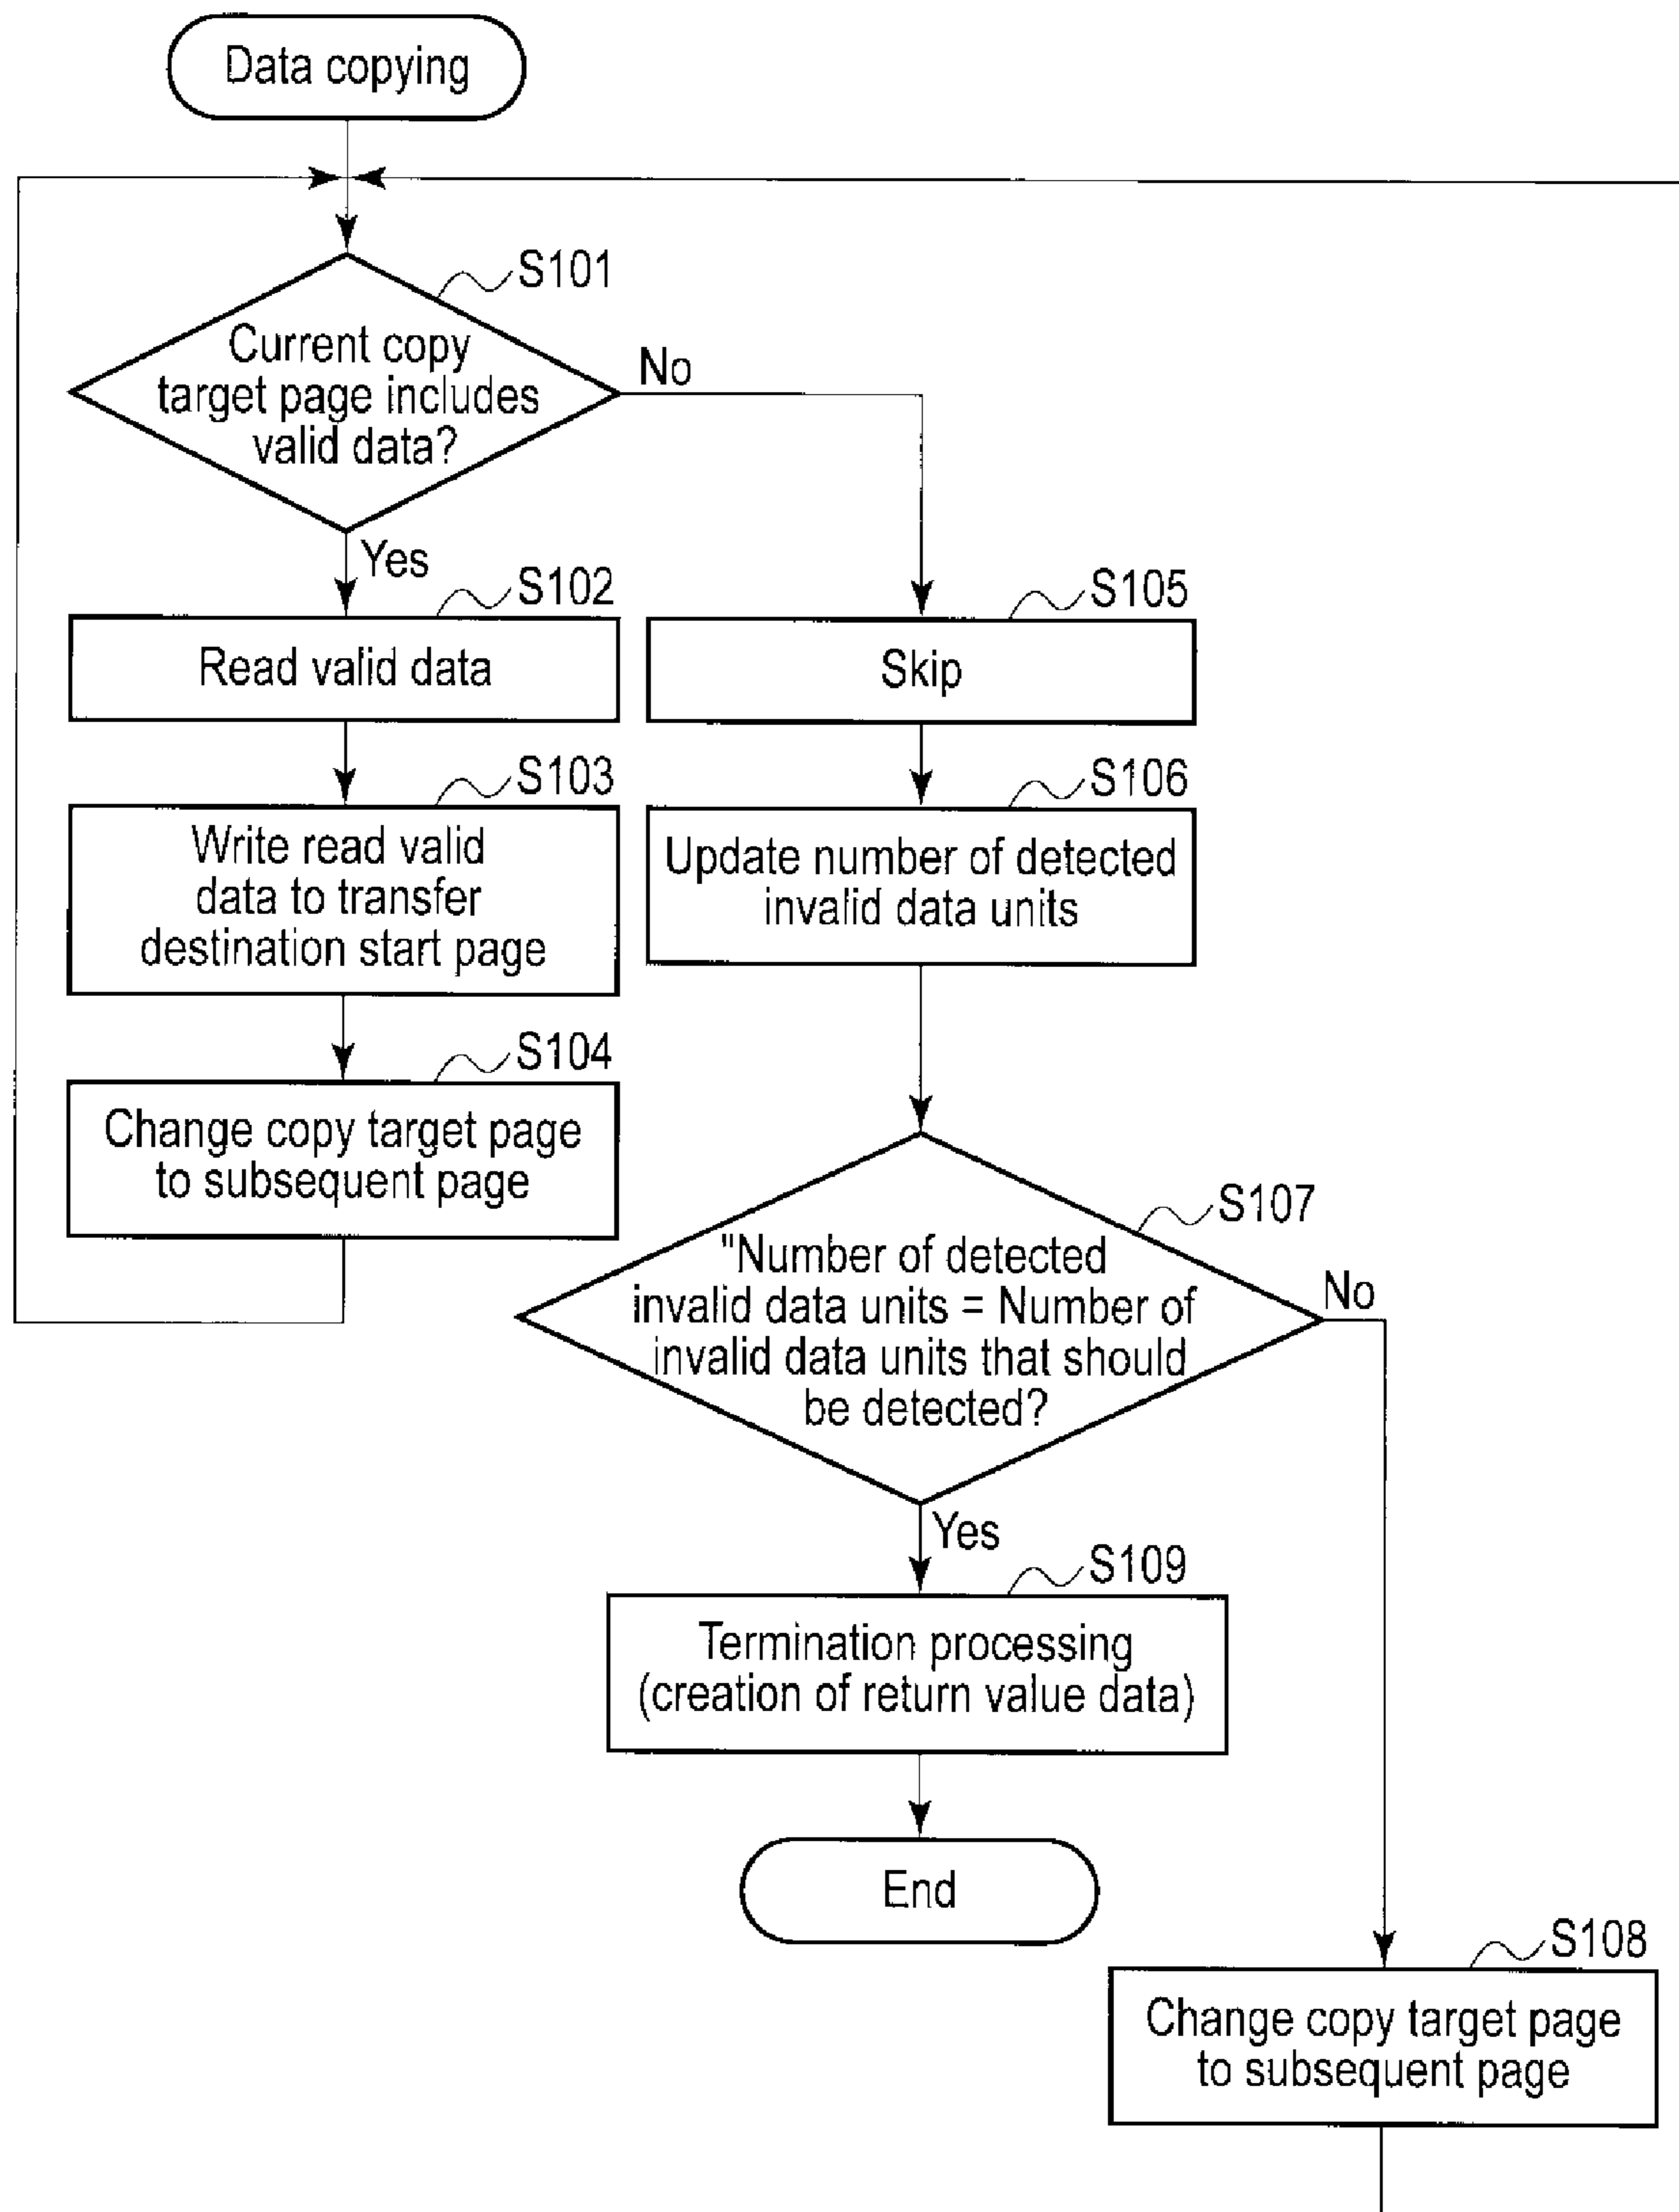 Data copying
S101
Current copy
target page includes
valid data?
No
Yes
S102
Read valid data
S105
Skip
S103
Write read valid
data to transfer
destination start page
S106
Update number of detected
invalid data units
S104
Change copy target page
to subsequent page
S107
"Number of detected
invalid data units = Number of
invalid data units that should
be detected?
No
Yes
S109
Termination processing
(creation of return value data)
End
S108
Change copy target page
to subsequent page